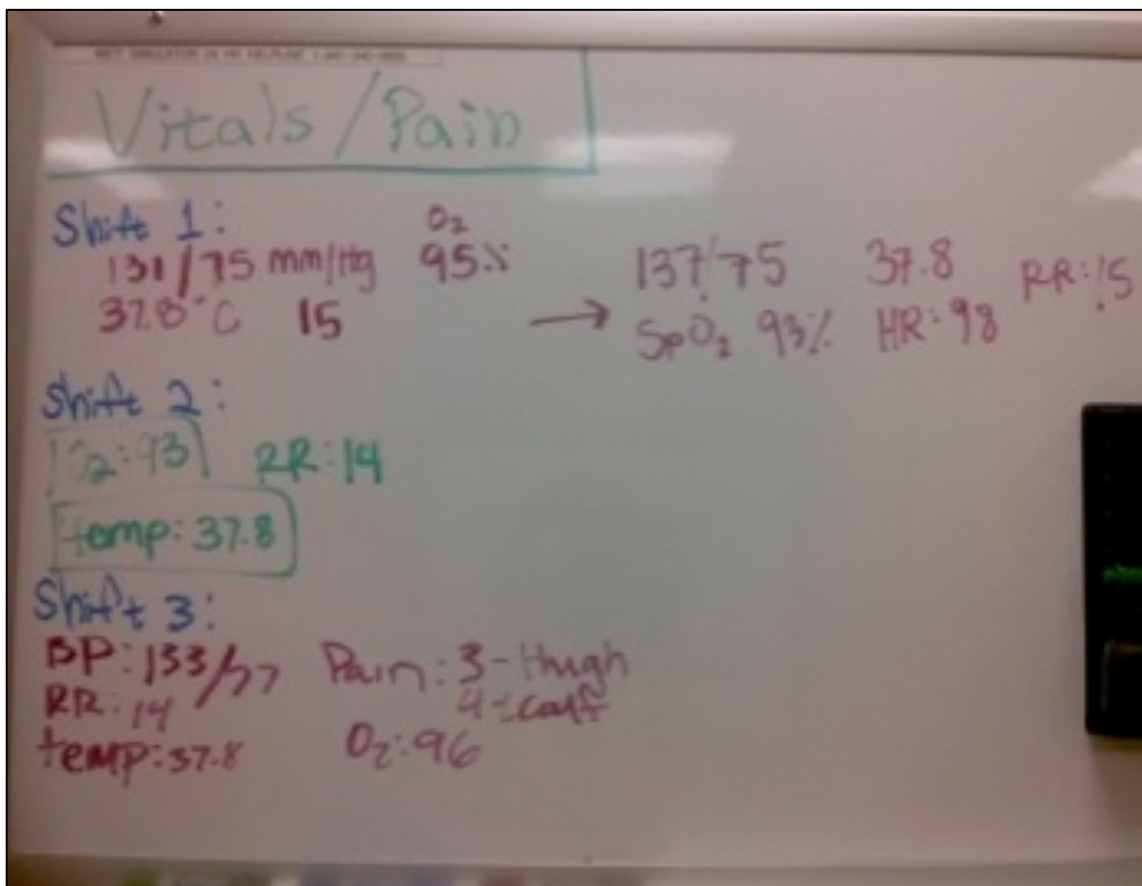 Vitals/Pain
Shift 1:
O2
131/75 mm/Hg 95%
37.8°C 15
→ 137/75 37.8 RR: 15
SpO2 93% HR: 98
Shift 2:
O2: 93 RR: 14
temp: 37.8
Shift 3:
BP: 133/77 Pain: 3-thigh
RR: 14 4-calf
temp: 37.8 O2: 96